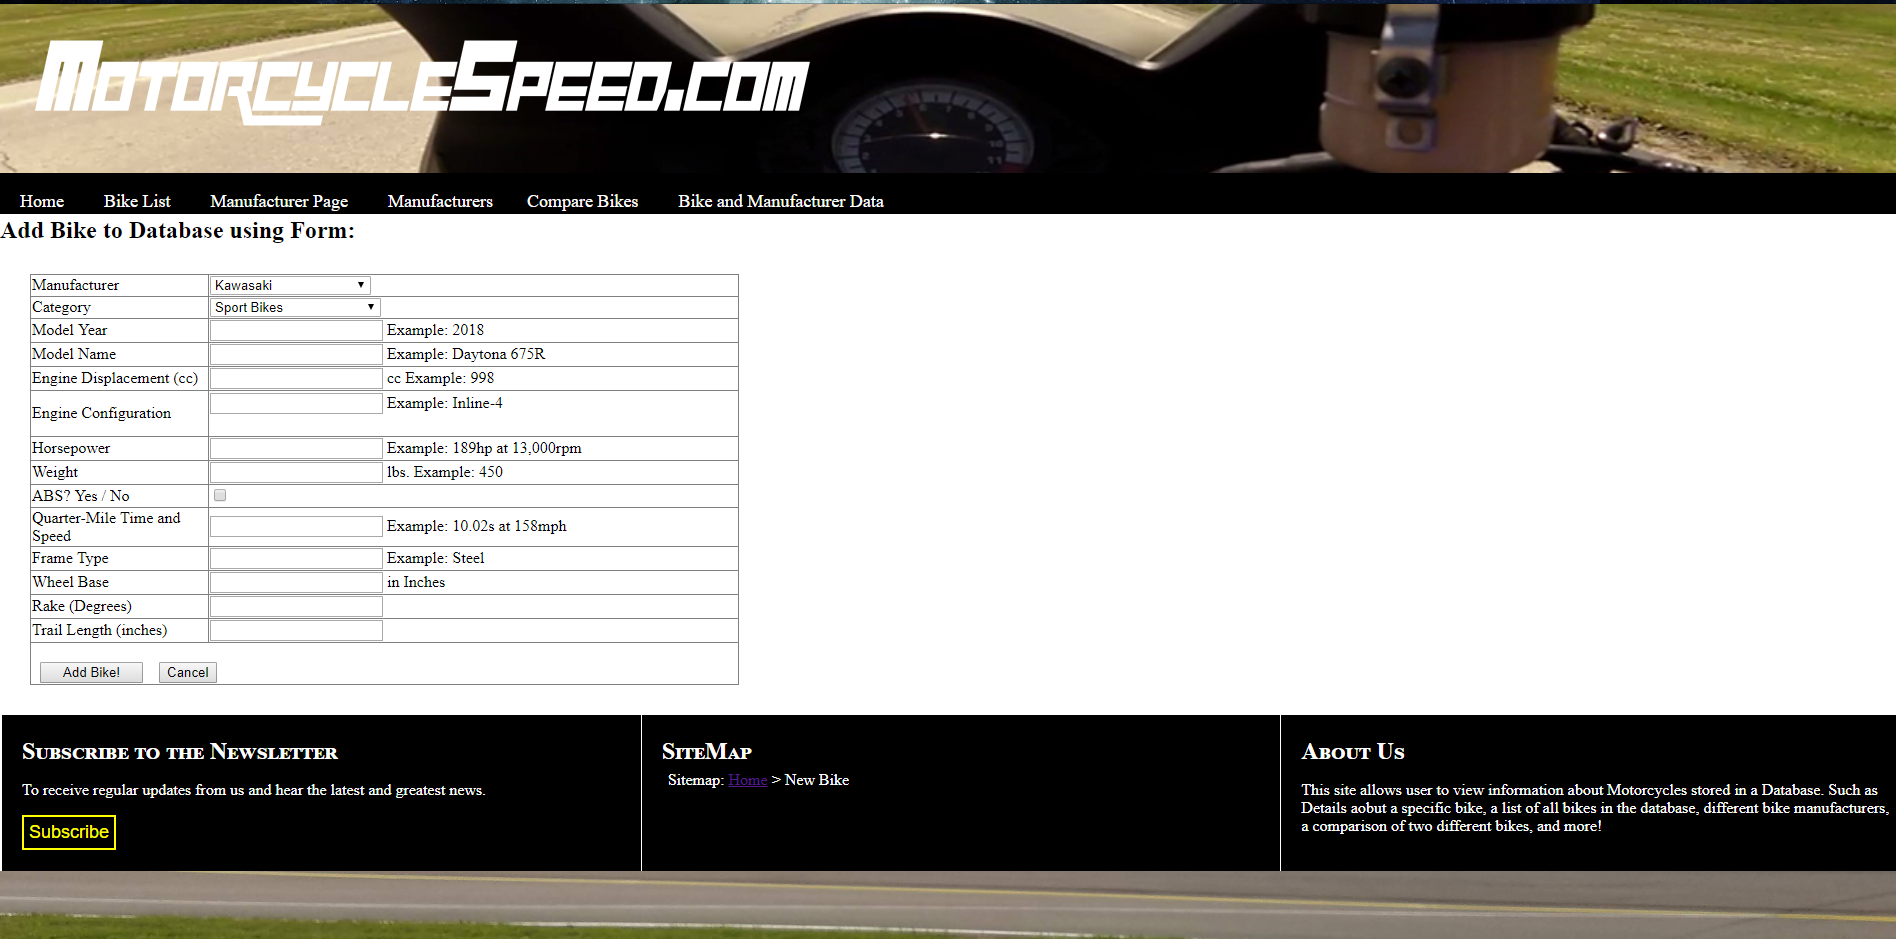 MotorcycleSpeed.com
Home Bike List Manufacturer Page Manufacturers Compare Bikes Bike and Manufacturer Data
Add Bike to Database using Form:
Manufacturer Kawasaki
Category Sport Bikes
Model Year Example: 2018
Model Name Example: Daytona 675R
Engine Displacement (cc) cc Example: 998
Engine Configuration Example: Inline-4
Horsepower Example: 189hp at 13,000rpm
Weight lbs. Example: 450
ABS? Yes / No
Quarter-Mile Time and
Speed Example: 10.02s at 158mph
Frame Type Example: Steel
Wheel Base in Inches
Rake (Degrees)
Trail Length (inches)
Add Bike! Cancel
Subscribe to the Newsletter
To receive regular updates from us and hear the latest and greatest news.
Subscribe
SiteMap
Sitemap: Home > New Bike
About Us
This site allows user to view information about Motorcycles stored in a Database. Such as
Details aobut a specific bike, a list of all bikes in the database, different bike manufacturers,
a comparison of two different bikes, and more!